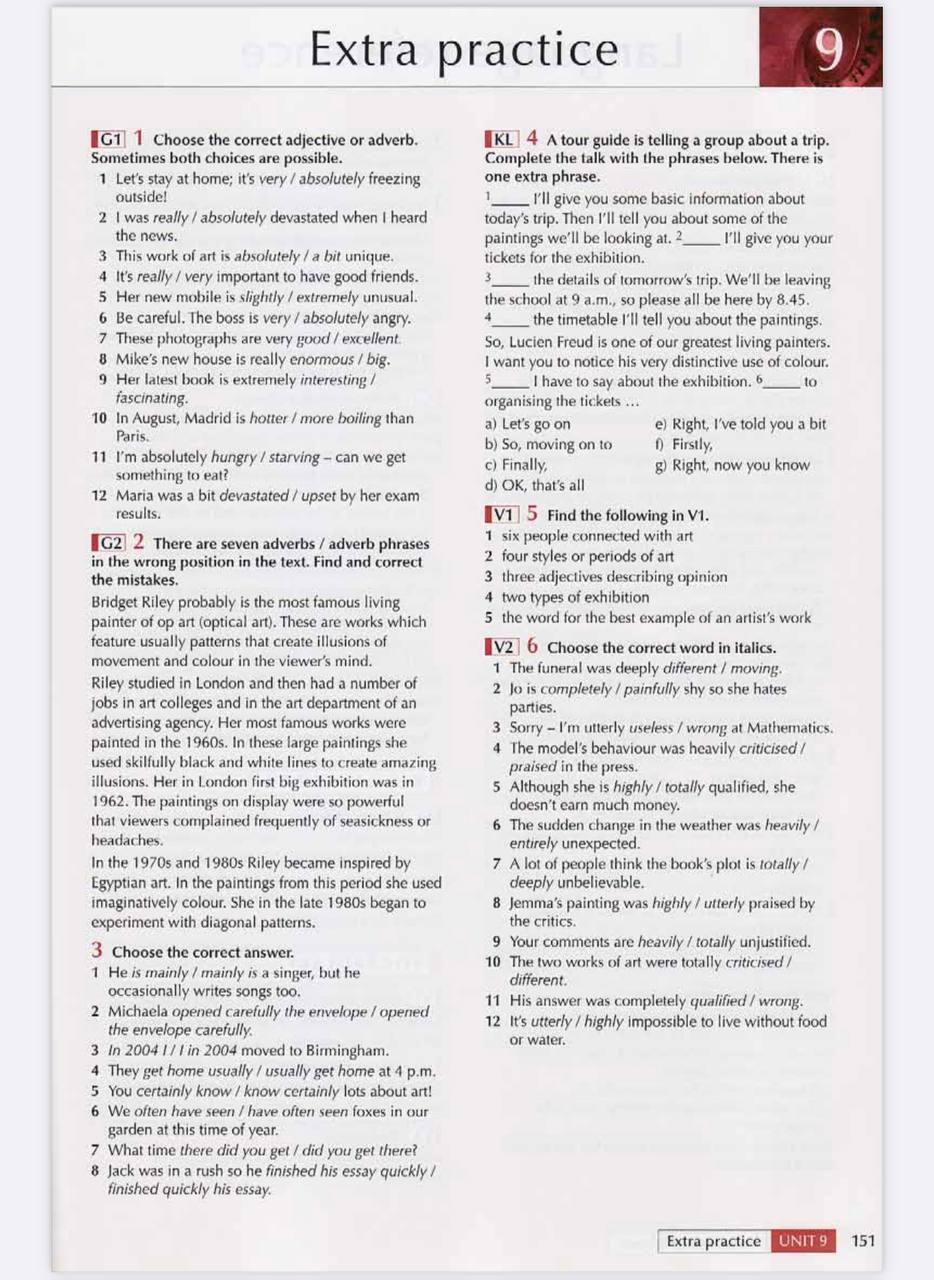 Extra practice
9
G1 1 Choose the correct adjective or adverb.
Sometimes both choices are possible.
1 Let's stay at home; it's very / absolutely freezing
outside!
2 I was really / absolutely devastated when I heard
the news.
3 This work of art is absolutely / a bit unique.
4 It's really / very important to have good friends.
5 Her new mobile is slightly / extremely unusual.
6 Be careful. The boss is very / absolutely angry.
7 These photographs are very good / excellent.
8 Mike's new house is really enormous / big.
9 Her latest book is extremely interesting /
fascinating.
10 In August, Madrid is hotter / more boiling than
Paris.
11 I'm absolutely hungry / starving – can we get
something to eat?
12 Maria was a bit devastated / upset by her exam
results.
G2 2 There are seven adverbs / adverb phrases
in the wrong position in the text. Find and correct
the mistakes.
Bridget Riley probably is the most famous living
painter of op art (optical art). These are works which
feature usually patterns that create illusions of
movement and colour in the viewer's mind.
Riley studied in London and then had a number of
jobs in art colleges and in the art department of an
advertising agency. Her most famous works were
painted in the 1960s. In these large paintings she
used skilfully black and white lines to create amazing
illusions. Her in London first big exhibition was in
1962. The paintings on display were so powerful
that viewers complained frequently of seasickness or
headaches.
In the 1970s and 1980s Riley became inspired by
Egyptian art. In the paintings from this period she used
imaginatively colour. She in the late 1980s began to
experiment with diagonal patterns.
3 Choose the correct answer.
1 He is mainly / mainly is a singer, but he
occasionally writes songs too.
2 Michaela opened carefully the envelope / opened
the envelope carefully.
3 In 2004 I / I in 2004 moved to Birmingham.
4 They get home usually / usually get home at 4 p.m.
5 You certainly know / know certainly lots about art!
6 We often have seen / have often seen foxes in our
garden at this time of year.
7 What time there did you get / did you get there?
8 Jack was in a rush so he finished his essay quickly /
finished quickly his essay.
KL 4 A tour guide is telling a group about a trip.
Complete the talk with the phrases below. There is
one extra phrase.
1____ I'll give you some basic information about
today's trip. Then I'll tell you about some of the
paintings we'll be looking at. 2____ I'll give you your
tickets for the exhibition.
3____ the details of tomorrow's trip. We'll be leaving
the school at 9 a.m., so please all be here by 8.45.
4____ the timetable I'll tell you about the paintings.
So, Lucien Freud is one of our greatest living painters.
I want you to notice his very distinctive use of colour.
5____ I have to say about the exhibition. 6____ to
organising the tickets ...
a) Let's go on
b) So, moving on to
c) Finally,
d) OK, that's all
e) Right, I've told you a bit
f) Firstly,
g) Right, now you know
V1 5 Find the following in V1.
1 six people connected with art
2 four styles or periods of art
3 three adjectives describing opinion
4 two types of exhibition
5 the word for the best example of an artist's work
V2 6 Choose the correct word in italics.
1 The funeral was deeply different / moving.
2 Jo is completely / painfully shy so she hates
parties.
3 Sorry – I'm utterly useless / wrong at Mathematics.
4 The model's behaviour was heavily criticised /
praised in the press.
5 Although she is highly / totally qualified, she
doesn't earn much money.
6 The sudden change in the weather was heavily /
entirely unexpected.
7 A lot of people think the book's plot is totally /
deeply unbelievable.
8 Jemma's painting was highly / utterly praised by
the critics.
9 Your comments are heavily / totally unjustified.
10 The two works of art were totally criticised /
different.
11 His answer was completely qualified / wrong.
12 It's utterly / highly impossible to live without food
or water.
Extra practice UNIT 9 151